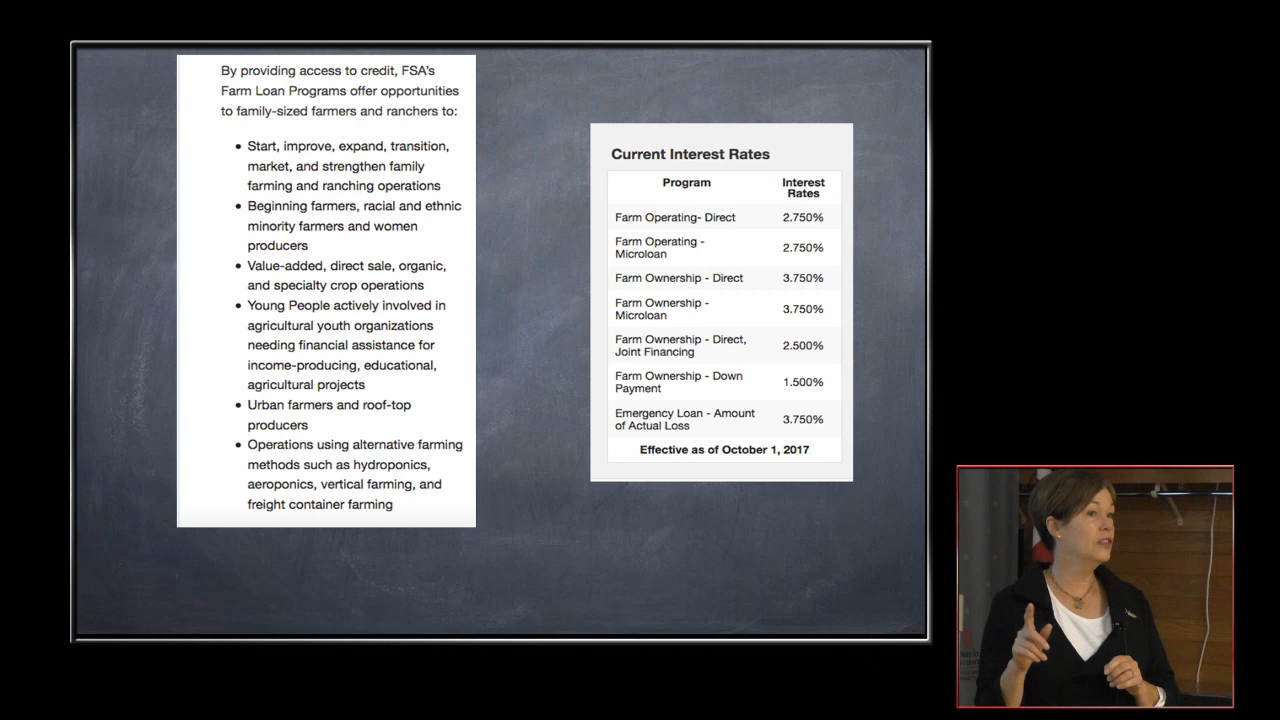 By providing access to credit, FSA's
Farm Loan Programs offer opportunities
to family-sized farmers and ranchers to:
• Start, improve, expand, transition,
market, and strengthen family
farming and ranching operations
• Beginning farmers, racial and ethnic
minority farmers and women
producers
• Value-added, direct sale, organic,
and specialty crop operations
• Young People actively involved in
agricultural youth organizations
needing financial assistance for
income-producing, educational,
agricultural projects
• Urban farmers and roof-top
producers
• Operations using alternative farming
methods such as hydroponics,
aeroponics, vertical farming, and
freight container farming
Current Interest Rates
Program Interest
Rates
Farm Operating- Direct 2.750%
Farm Operating -
Microloan 2.750%
Farm Ownership - Direct 3.750%
Farm Ownership -
Microloan 3.750%
Farm Ownership - Direct,
Joint Financing 2.500%
Farm Ownership - Down
Payment 1.500%
Emergency Loan - Amount
of Actual Loss 3.750%
Effective as of October 1, 2017